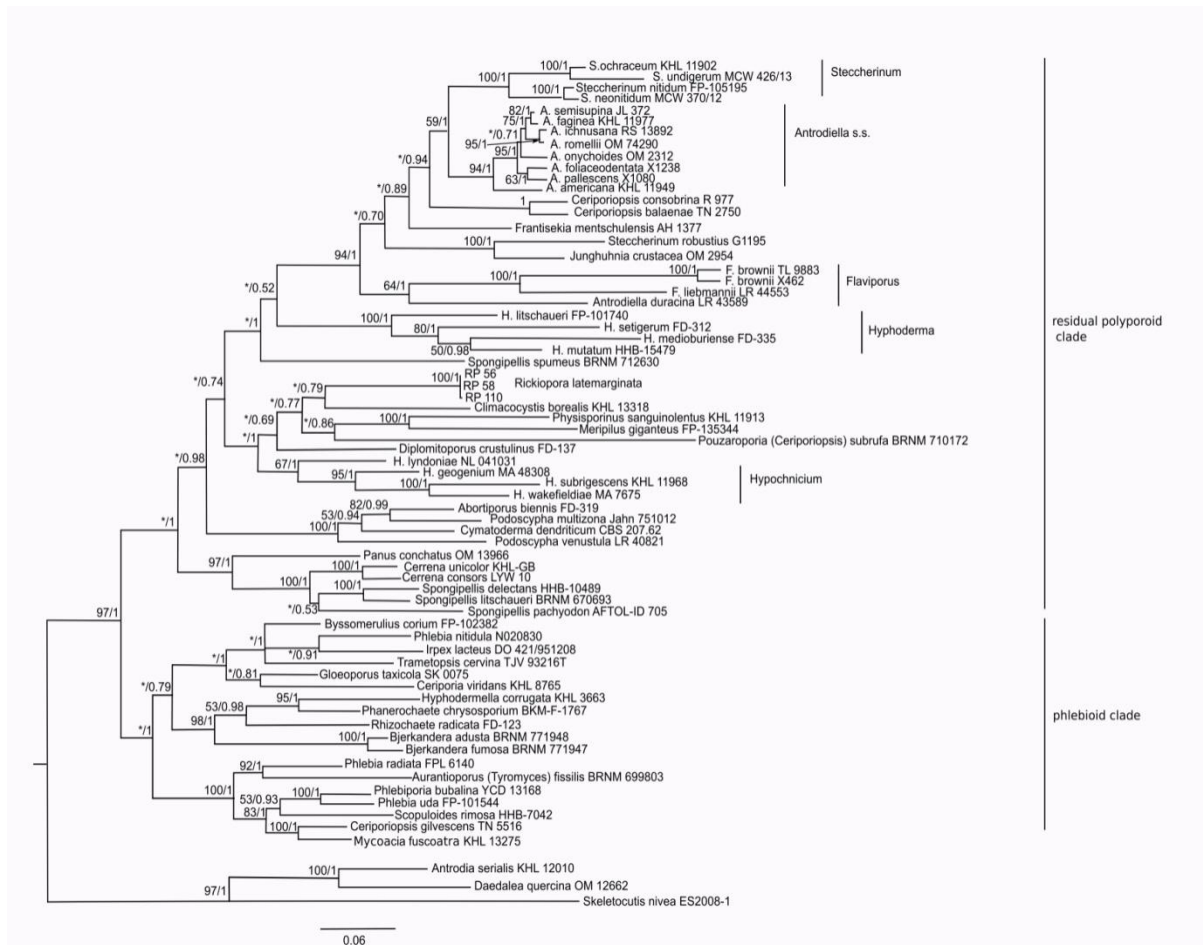 100/1 S.ochraceum KHL 11902
100/1 S. undigerum MCW 426/13
Steccherinum
100/1 Steccherinum nitidum FP-105195
S. neonitidum MCW 370/12
82/1 A. semisupina JL 372
75/1 A. faginea KHL 11977
59/1
*/0.71 A. ichnusana RS 13892
Antrodiella s.s.
95/1 A. romellii OM 74290
95/1 A. onychoides OM 2312
*/0.94
94/1 A. foliaceodentata X1238
63/1 A. pallescens X1080
*/0.89 A. americana KHL 11949
1 Ceriporiopsis consobrina R 977
*/0.70 Ceriporiopsis balaenae TN 2750
Frantisekia mentschulensis AH 1377
100/1 Steccherinum robustius G1195
94/1 Junghuhnia crustacea OM 2954
100/1 F. brownii TL 9883
100/1 F. brownii X462
Flaviporus
*/0.52 64/1 F. liebmannii LR 44553
Antrodiella duracina LR 43589
100/1 H. litschaueri FP-101740
residual polyporoid
clade
*/1 80/1 H. setigerum FD-312
Hyphoderma
H. medioburiense FD-335
50/0.98 H. mutatum HHB-15479
Spongipellis spumeus BRNM 712630
*/0.74 100/1 RP 56
RP 58
Rickiopora latemarginata
*/0.79 RP 110
*/0.77 Climacocystis borealis KHL 13318
*/0.69 100/1 Physisporinus sanguinolentus KHL 11913
*/0.86 Meripilus giganteus FP-135344
*/1 Pouzaroporia (Ceriporiopsis) subrufa BRNM 710172
Diplomitoporus crustulinus FD-137
*/0.98 67/1 H. lyndoniae NL 041031
95/1 H. geogenium MA 48308
100/1 H. subrigescens KHL 11968
Hypochnicium
H. wakefieldiae MA 7675
82/0.99 Abortiporus biennis FD-319
*/1 53/0.94 Podoscypha multizona Jahn 751012
100/1 Cymatoderma dendriticum CBS 207.62
Podoscypha venustula LR 40821
97/1 Panus conchatus OM 13966
100/1 Cerrena unicolor KHL-GB
100/1 Cerrena consors LYW 10
100/1 Spongipellis delectans HHB-10489
Spongipellis litschaueri BRNM 670693
97/1 */0.53 Spongipellis pachyodon AFTOL-ID 705
Byssomerulius corium FP-102382
*/1 Phlebia nitidula N020830
*/0.91 Irpex lacteus DO 421/951208
*/1 Trametopsis cervina TJV 93216T
*/0.81 Gloeoporus taxicola SK 0075
*/0.79 Ceriporia viridans KHL 8765
95/1 Hyphodermella corrugata KHL 3663
53/0.98 Phanerochaete chrysosporium BKM-F-1767
phlebioid clade
98/1 Rhizochaete radicata FD-123
*/1 100/1 Bjerkandera adusta BRNM 771948
Bjerkandera fumosa BRNM 771947
92/1 Phlebia radiata FPL 6140
Aurantioporus (Tyromyces) fissilis BRNM 699803
100/1 100/1 Phlebiporia bubalina YCD 13168
53/0.93 Phlebia uda FP-101544
83/1 Scopuloides rimosa HHB-7042
100/1 Ceriporiopsis gilvescens TN 5516
Mycoacia fuscoatra KHL 13275
100/1 Antrodia serialis KHL 12010
97/1 Daedalea quercina OM 12662
Skeletocutis nivea ES2008-1
0.06